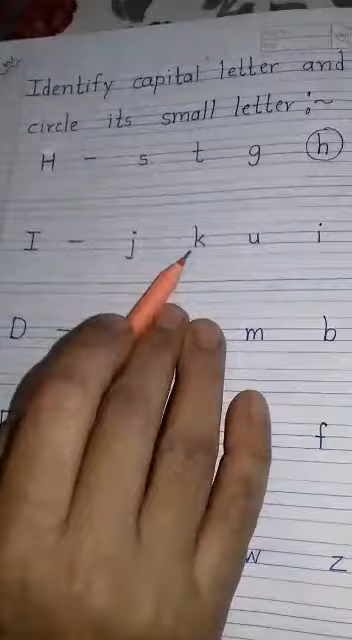 Identify capital letter and
circle its small letter :~
H - s t g h
I - j k u i
D - m b
f
w z